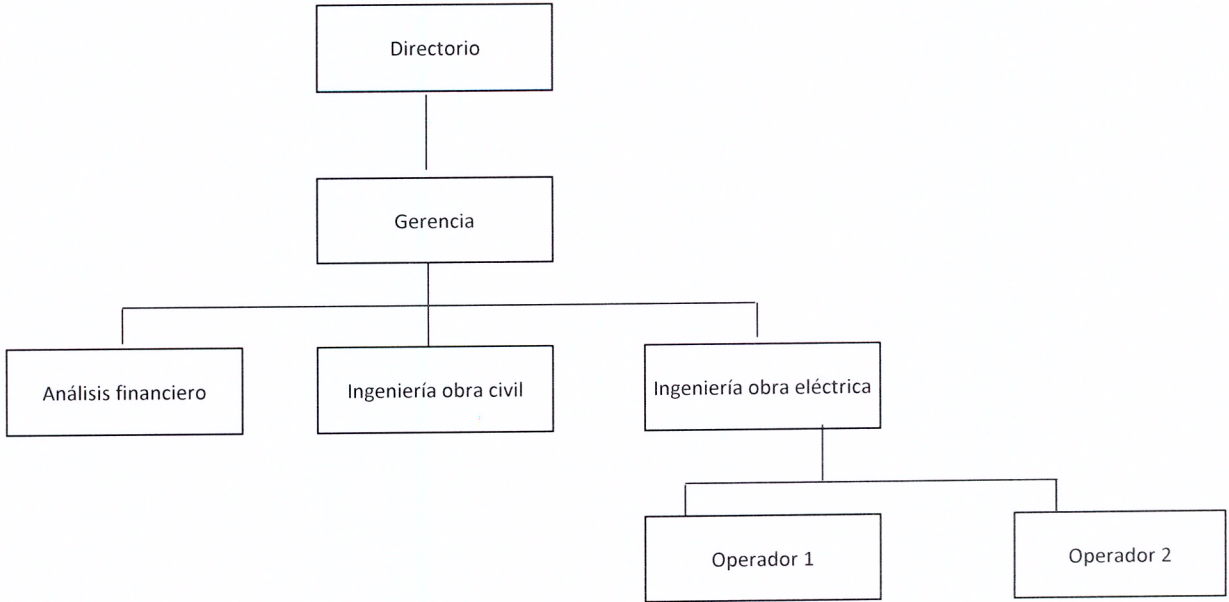 Directorio
Gerencia
Análisis financiero
Ingeniería obra civil
Ingeniería obra eléctrica
Operador 1
Operador 2